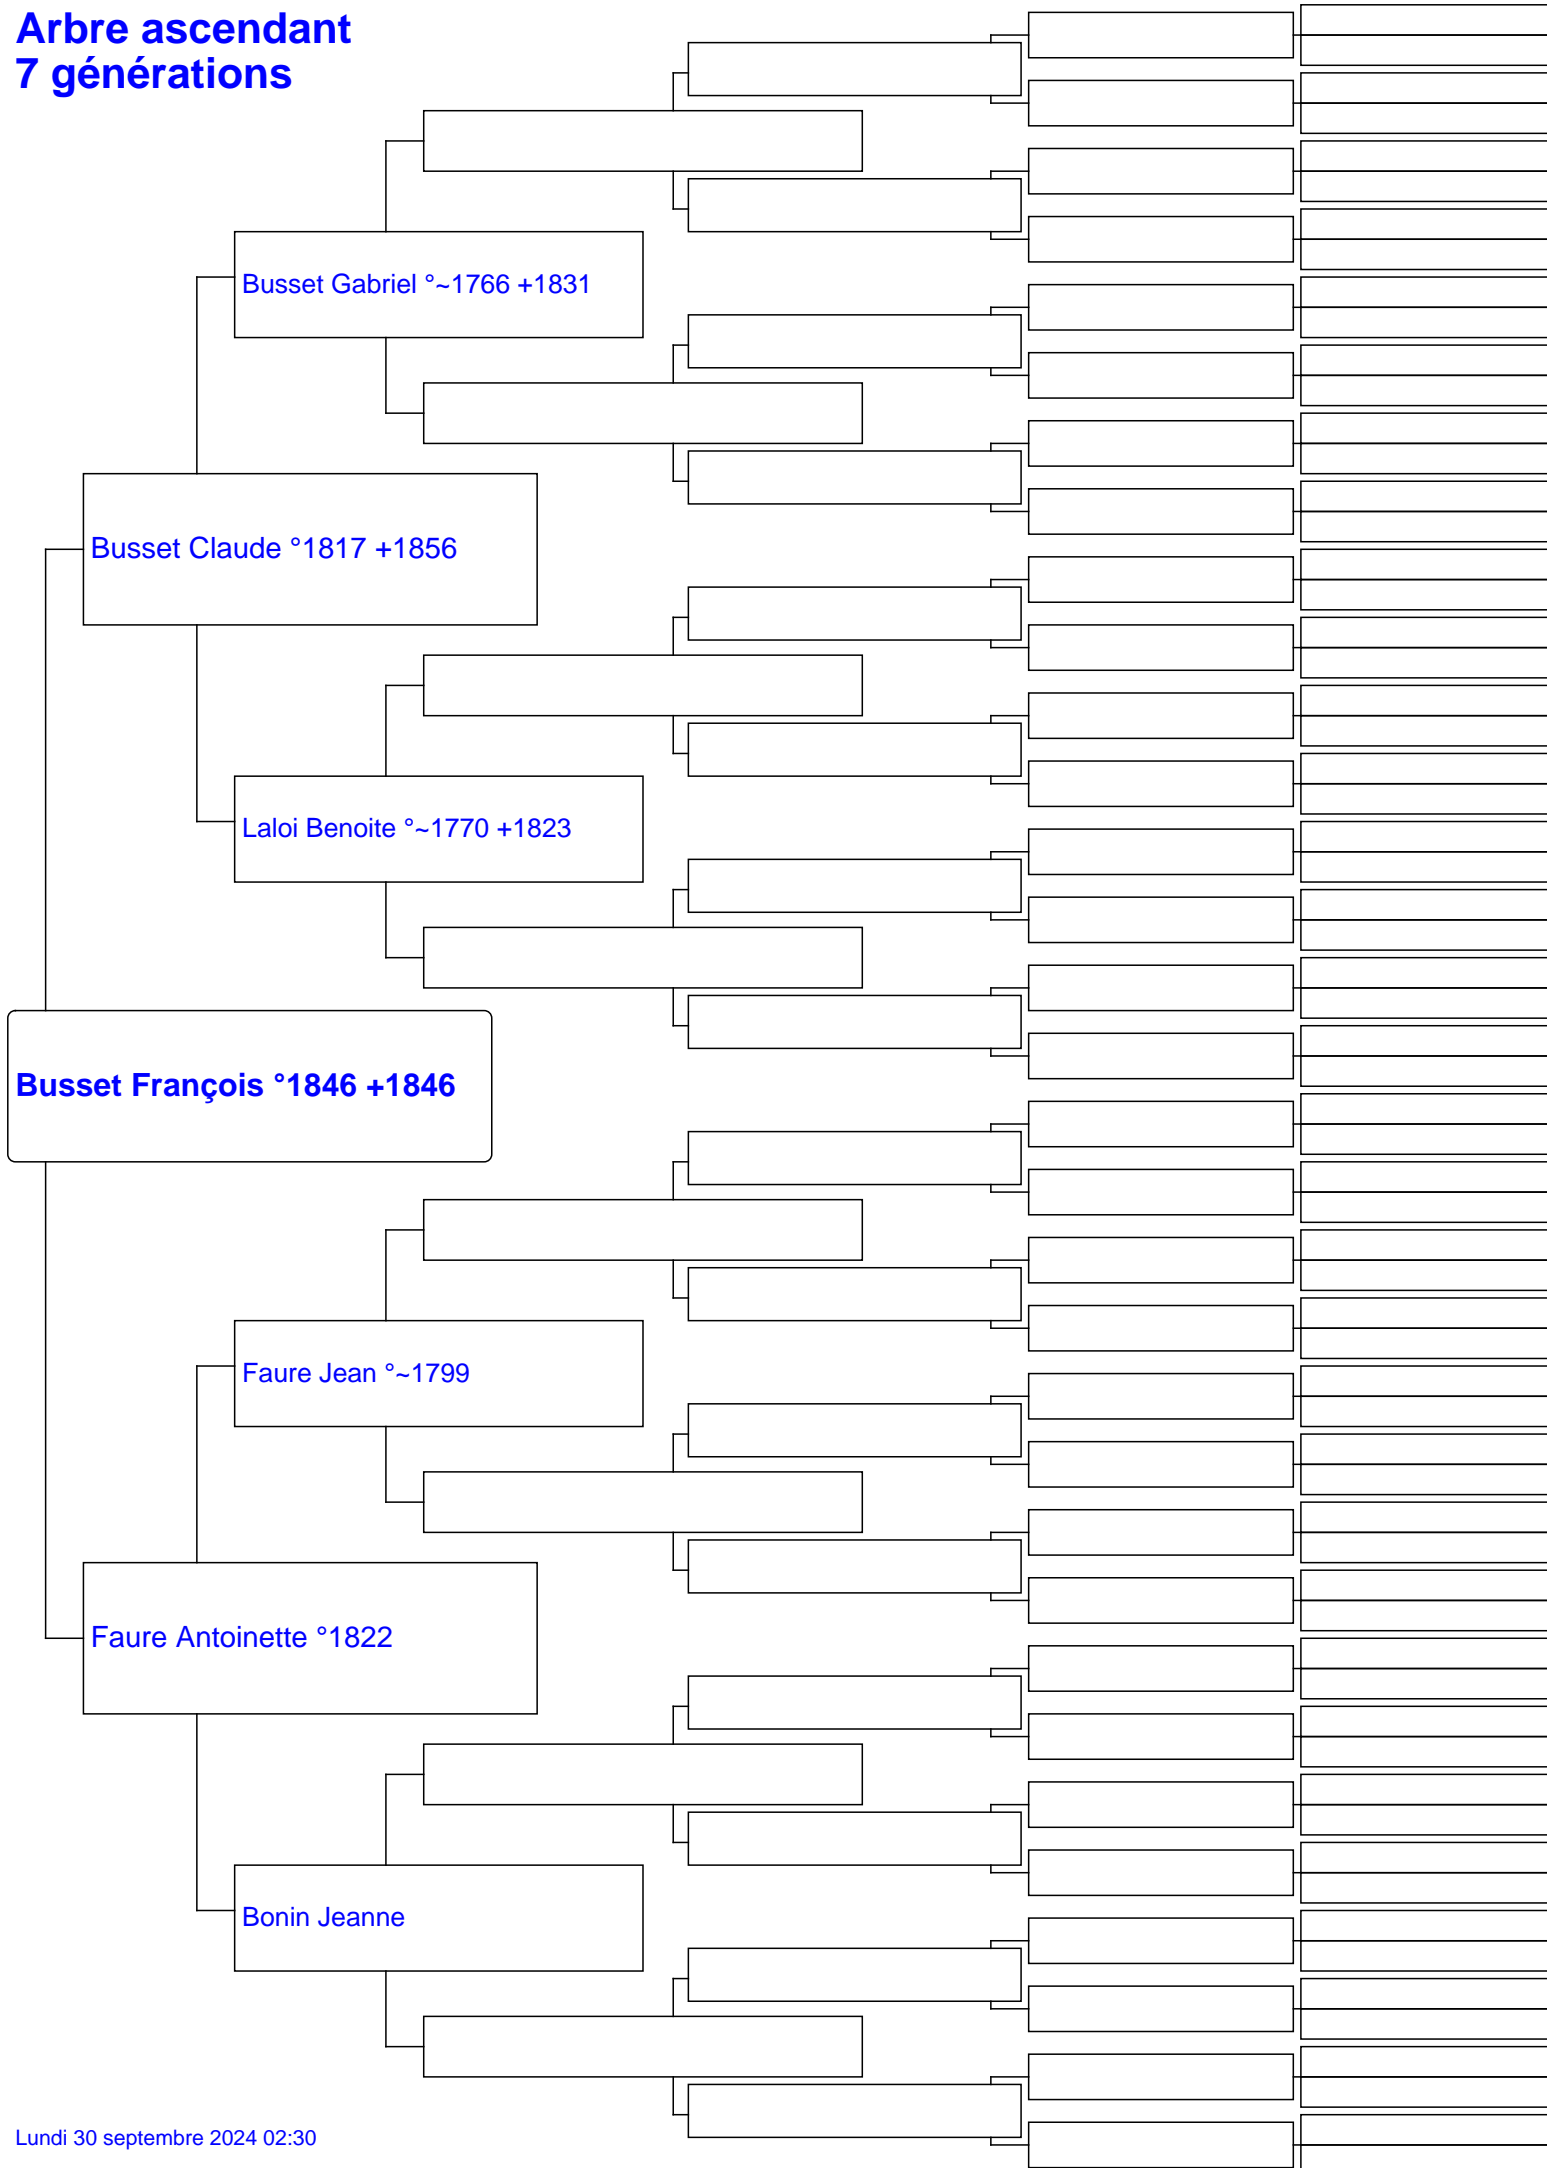 Arbre ascendant
7 générations
Busset Gabriel °~1766 +1831
Busset Claude °1817 +1856
Laloi Benoite °~1770 +1823
Busset François °1846 +1846
Faure Jean °~1799
Faure Antoinette °1822
Bonin Jeanne
Lundi 30 septembre 2024 02:30